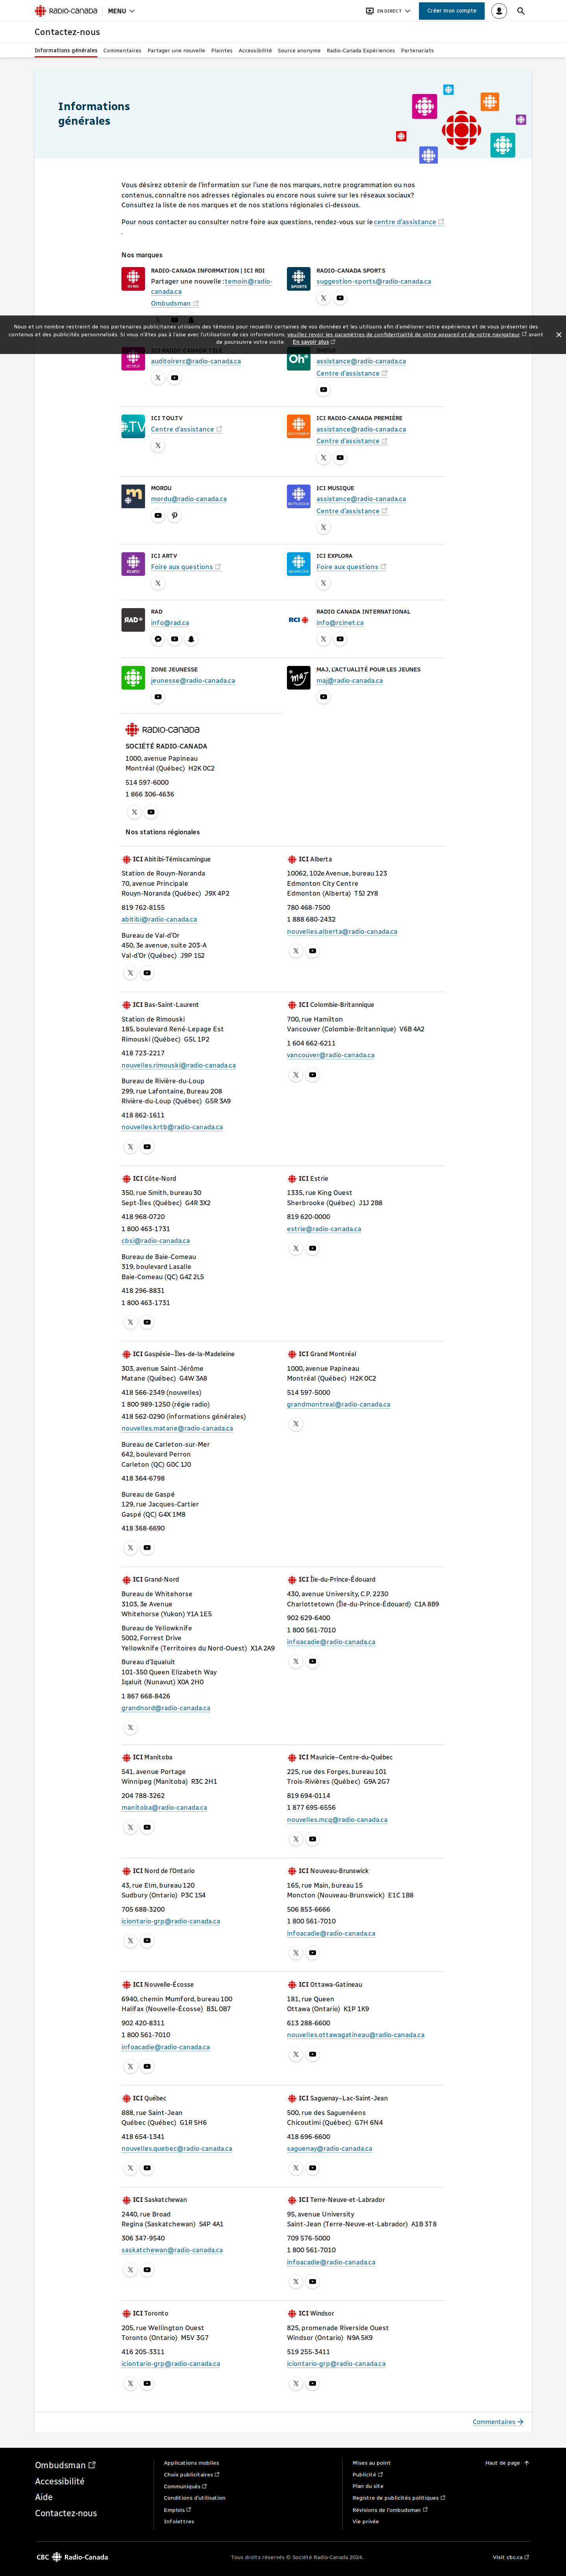 Radio-Canada
MENU
EN DIRECT
Créer mon compte
Contactez-nous
Informations générales
Commentaires
Partager une nouvelle
Plaintes
Accessibilité
Source anonyme
Radio-Canada Expériences
Partenariats
Informations
générales
Vous désirez obtenir de l'information sur l'une de nos marques, notre programmation ou nos
contenus, connaître nos adresses régionales ou encore nous suivre sur les réseaux sociaux?
Consultez la liste de nos marques et de nos stations régionales ci-dessous.
Pour nous contacter ou consulter notre foire aux questions, rendez-vous sur le centre d'assistance
.
Nos marques
RADIO-CANADA INFORMATION | ICI RDI
Partager une nouvelle : temoin@radio-
canada.ca
Ombudsman
RADIO-CANADA SPORTS
suggestion-sports@radio-canada.ca
Nous et un nombre restreint de nos partenaires publicitaires utilisons des témoins pour recueillir certaines de vos données et les utilisons afin d'améliorer votre expérience et de vous présenter des
contenus et des publicités personnalisés. Si vous n'êtes pas à l'aise avec l'utilisation de ces informations, veuillez revoir les paramètres de confidentialité de votre appareil et de votre navigateur avant
de poursuivre votre visite. En savoir plus
ICI RADIO-CANADA TÉLÉ
auditoirerc@radio-canada.ca
assistance@radio-canada.ca
Centre d'assistance
ICI TOU.TV
Centre d'assistance
ICI RADIO-CANADA PREMIÈRE
assistance@radio-canada.ca
Centre d'assistance
MORDU
mordu@radio-canada.ca
ICI MUSIQUE
assistance@radio-canada.ca
Centre d'assistance
ICI ARTV
Foire aux questions
ICI EXPLORA
Foire aux questions
RAD
info@rad.ca
RADIO CANADA INTERNATIONAL
info@rcinet.ca
ZONE JEUNESSE
jeunesse@radio-canada.ca
MAJ, L'ACTUALITÉ POUR LES JEUNES
maj@radio-canada.ca
RADIO-CANADA
SOCIÉTÉ RADIO-CANADA
1000, avenue Papineau
Montréal (Québec) H2K 0C2
514 597-6000
1 866 306-4636
Nos stations régionales
ICI Abitibi-Témiscamingue
Station de Rouyn-Noranda
70, avenue Principale
Rouyn-Noranda (Québec) J9X 4P2
819 762-8155
abitibi@radio-canada.ca
Bureau de Val-d'Or
450, 3e avenue, suite 203-A
Val-d'Or (Québec) J9P 1S2
ICI Alberta
10062, 102e Avenue, bureau 123
Edmonton City Centre
Edmonton (Alberta) T5J 2Y8
780 468-7500
1 888 680-2432
nouvelles.alberta@radio-canada.ca
ICI Bas-Saint-Laurent
Station de Rimouski
185, boulevard René-Lepage Est
Rimouski (Québec) G5L 1P2
418 723-2217
nouvelles.rimouski@radio-canada.ca
Bureau de Rivière-du-Loup
299, rue Lafontaine, Bureau 208
Rivière-du-Loup (Québec) G5R 3A9
418 862-1611
nouvelles.krtb@radio-canada.ca
ICI Colombie-Britannique
700, rue Hamilton
Vancouver (Colombie-Britannique) V6B 4A2
1 604 662-6211
vancouver@radio-canada.ca
ICI Côte-Nord
350, rue Smith, bureau 30
Sept-Îles (Québec) G4R 3X2
418 968-0720
1 800 463-1731
cbsi@radio-canada.ca
Bureau de Baie-Comeau
319, boulevard Lasalle
Baie-Comeau (QC) G4Z 2L5
418 296-8831
1 800 463-1731
ICI Estrie
1335, rue King Ouest
Sherbrooke (Québec) J1J 2B8
819 620-0000
estrie@radio-canada.ca
ICI Gaspésie–Îles-de-la-Madeleine
303, avenue Saint-Jérôme
Matane (Québec) G4W 3A8
418 566-2349 (nouvelles)
1 800 989-1250 (régie radio)
418 562-0290 (informations générales)
nouvelles.matane@radio-canada.ca
Bureau de Carleton-sur-Mer
642, boulevard Perron
Carleton (QC) G0C 1J0
418 364-6798
Bureau de Gaspé
129, rue Jacques-Cartier
Gaspé (QC) G4X 1M8
418 368-6690
ICI Grand Montréal
1000, avenue Papineau
Montréal (Québec) H2K 0C2
514 597-5000
grandmontreal@radio-canada.ca
ICI Grand-Nord
Bureau de Whitehorse
3103, 3e Avenue
Whitehorse (Yukon) Y1A 1E5
Bureau de Yellowknife
5002, Forrest Drive
Yellowknife (Territoires du Nord-Ouest) X1A 2A9
Bureau d'Iqualuit
101-350 Queen Elizabeth Way
Iqaluit (Nunavut) X0A 2H0
1 867 668-8426
grandnord@radio-canada.ca
ICI Île-du-Prince-Édouard
430, avenue University, C.P. 2230
Charlottetown (Île-du-Prince-Édouard) C1A 8B9
902 629-6400
1 800 561-7010
infoacadie@radio-canada.ca
ICI Manitoba
541, avenue Portage
Winnipeg (Manitoba) R3C 2H1
204 788-3262
manitoba@radio-canada.ca
ICI Mauricie–Centre-du-Québec
225, rue des Forges, bureau 101
Trois-Rivières (Québec) G9A 2G7
819 694-0114
1 877 695-6556
nouvelles.mcq@radio-canada.ca
ICI Nord de l'Ontario
43, rue Elm, bureau 120
Sudbury (Ontario) P3C 1S4
705 688-3200
iciontario-grp@radio-canada.ca
ICI Nouveau-Brunswick
165, rue Main, bureau 15
Moncton (Nouveau-Brunswick) E1C 1B8
506 853-6666
1 800 561-7010
infoacadie@radio-canada.ca
ICI Nouvelle-Écosse
6940, chemin Mumford, bureau 100
Halifax (Nouvelle-Écosse) B3L 0B7
902 420-8311
1 800 561-7010
infoacadie@radio-canada.ca
ICI Ottawa-Gatineau
181, rue Queen
Ottawa (Ontario) K1P 1K9
613 288-6000
nouvelles.ottawagatineau@radio-canada.ca
ICI Québec
888, rue Saint-Jean
Québec (Québec) G1R 5H6
418 654-1341
nouvelles.quebec@radio-canada.ca
ICI Saguenay–Lac-Saint-Jean
500, rue des Saguenéens
Chicoutimi (Québec) G7H 6N4
418 696-6600
saguenay@radio-canada.ca
ICI Saskatchewan
2440, rue Broad
Regina (Saskatchewan) S4P 4A1
306 347-9540
saskatchewan@radio-canada.ca
ICI Terre-Neuve-et-Labrador
95, avenue University
Saint-Jean (Terre-Neuve-et-Labrador) A1B 3T8
709 576-5000
1 800 561-7010
infoacadie@radio-canada.ca
ICI Toronto
205, rue Wellington Ouest
Toronto (Ontario) M5V 3G7
416 205-3311
iciontario-grp@radio-canada.ca
ICI Windsor
825, promenade Riverside Ouest
Windsor (Ontario) N9A 5K9
519 255-3411
iciontario-grp@radio-canada.ca
Commentaires
Ombudsman
Accessibilité
Aide
Contactez-nous
Applications mobiles
Choix publicitaires
Communiqués
Conditions d'utilisation
Emplois
Infolettres
Mises au point
Publicité
Plan du site
Registre de publicités politiques
Révisions de l'ombudsman
Vie privée
Haut de page
CBC Radio-Canada
Tous droits réservés © Société Radio-Canada 2024.
Visit cbc.ca